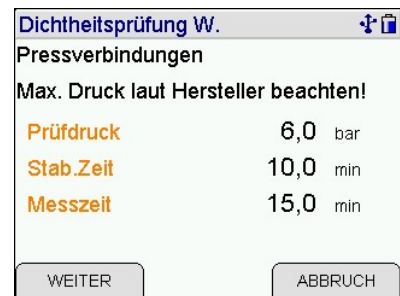 Dichtheitsprüfung W.
Pressverbindungen
Max. Druck laut Hersteller beachten!
Prüfdruck 6,0 bar
Stab.Zeit 10,0 min
Messzeit 15,0 min
WEITER ABBRUCH